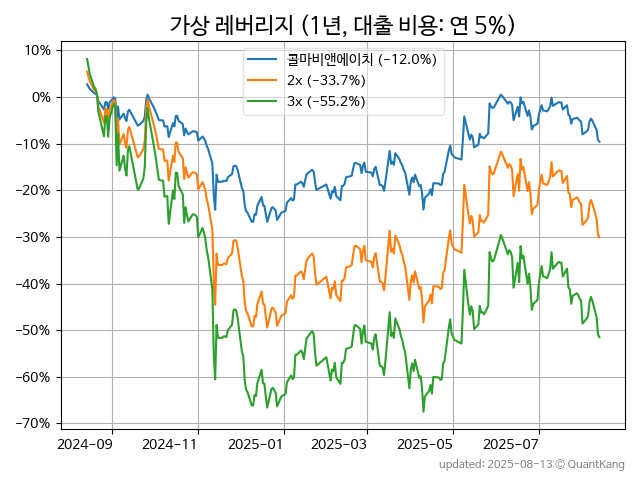 가상 레버리지 (1년, 대출 비용: 연 5%)
콜마비앤에이치 (−12.0%)
2x (−33.7%)
3x (−55.2%)
10%
0%
−10%
−20%
−30%
−40%
−50%
−60%
−70%
2024-09 2024-11 2025-01 2025-03 2025-05 2025-07
updated: 2025-08-13 © QuantKang